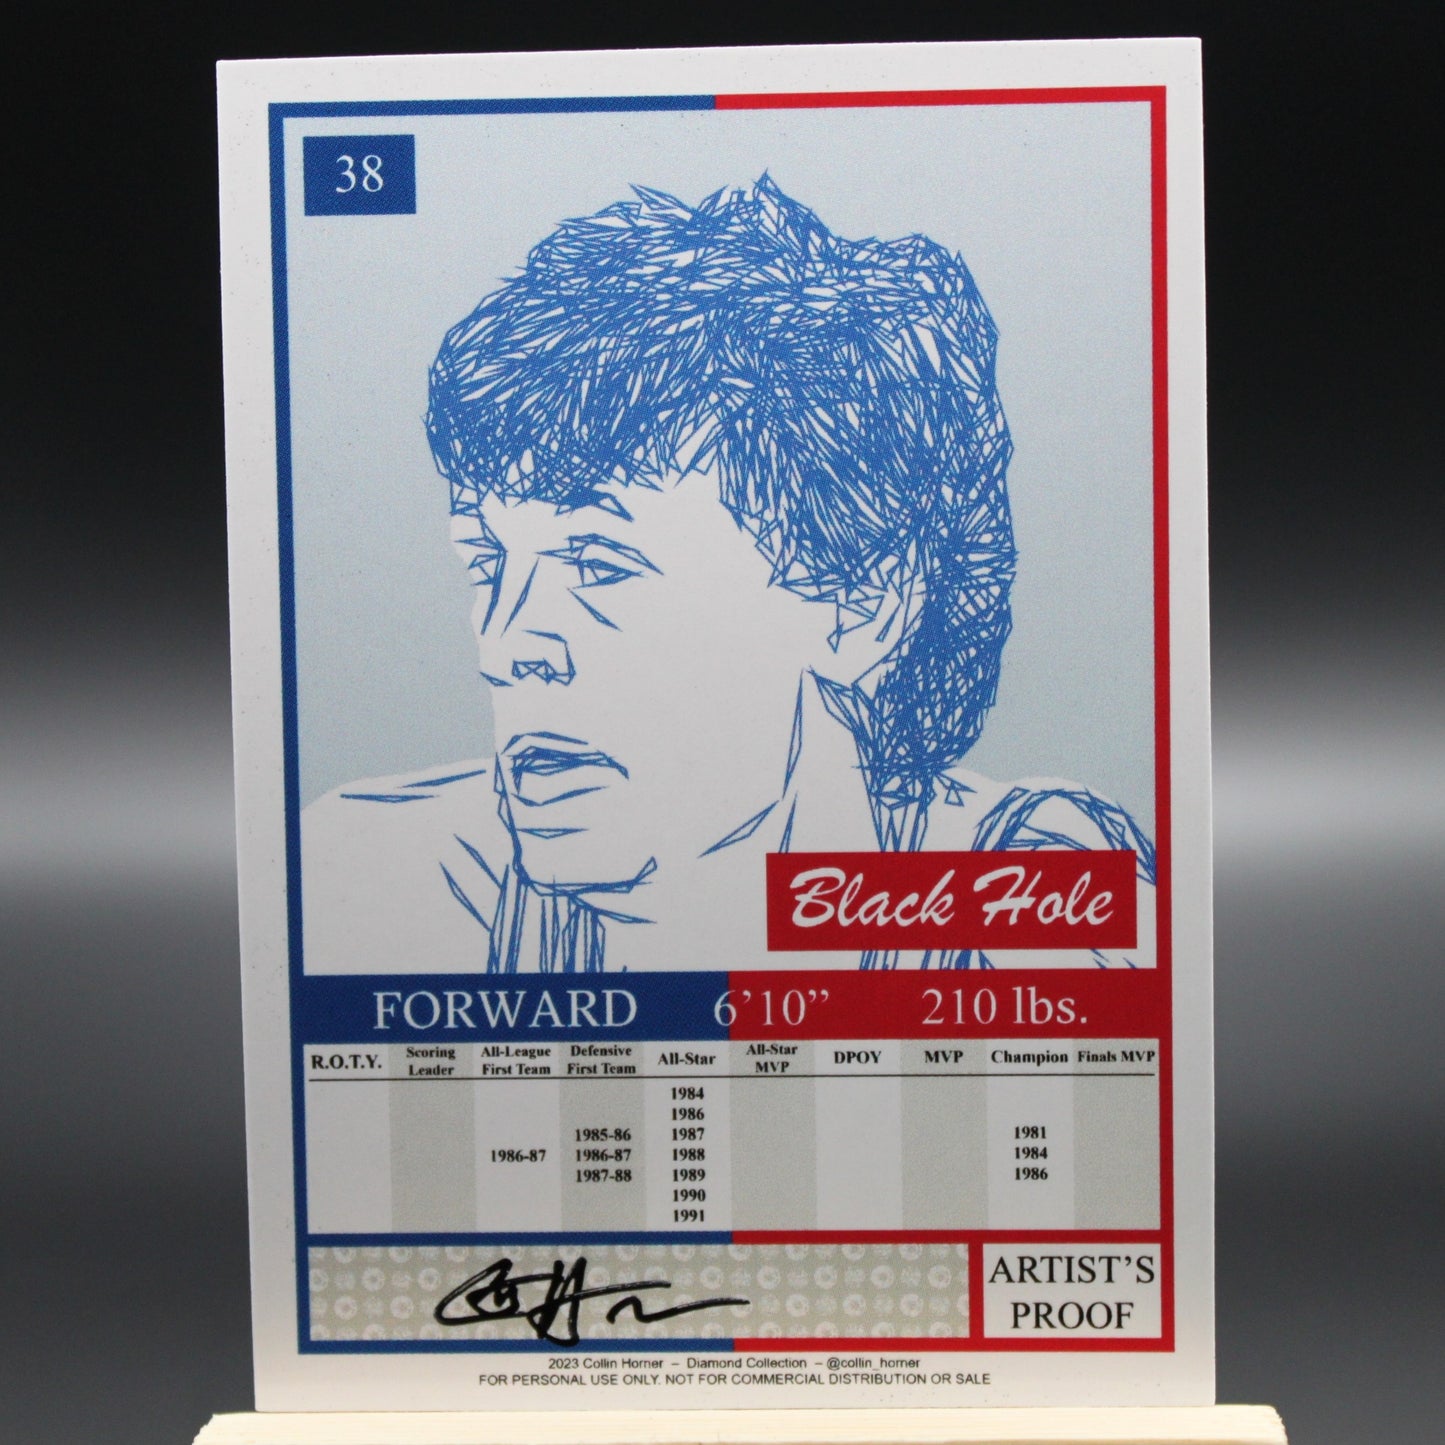 38
Black Hole
FORWARD 6’10” 210 lbs.
R.O.T.Y. Scoring Leader All-League First Team Defensive First Team All-Star All-Star MVP DPOY MVP Champion Finals MVP
1984
1986
1985-86 1987 1981
1986-87 1986-87 1988 1984
1987-88 1989 1986
1990
1991
ARTIST’S
PROOF
2023 Collin Horner – Diamond Collection – @collin_horner
FOR PERSONAL USE ONLY. NOT FOR COMMERCIAL DISTRIBUTION OR SALE